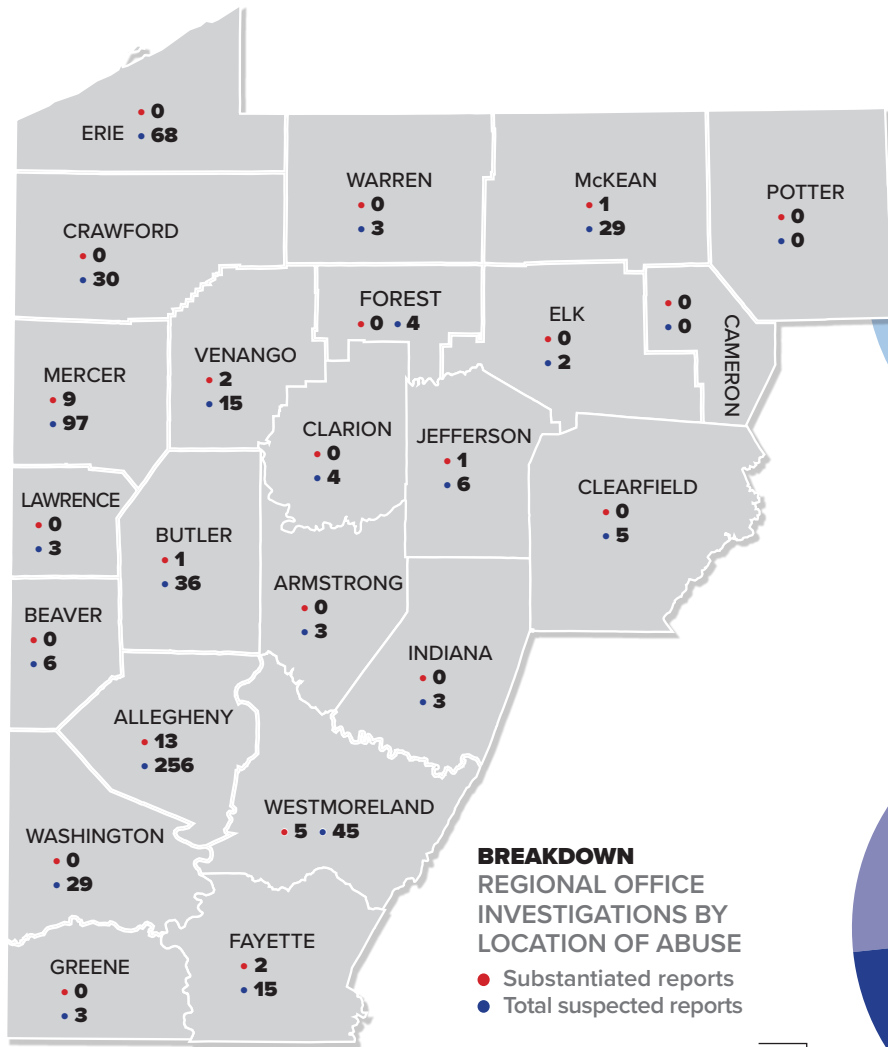 ERIE
0
68
WARREN
0
3
McKEAN
1
29
POTTER
0
0
CRAWFORD
0
30
FOREST
0 4
ELK
0
2
0
0
CAMERON
VENANGO
2
15
MERCER
9
97
CLARION
0
4
JEFFERSON
1
6
CLEARFIELD
0
5
LAWRENCE
0
3
BUTLER
1
36
ARMSTRONG
0
3
BEAVER
0
6
INDIANA
0
3
ALLEGHENY
13
256
WESTMORELAND
5 45
WASHINGTON
0
29
FAYETTE
2
15
GREENE
0
3
BREAKDOWN
REGIONAL OFFICE
INVESTIGATIONS BY
LOCATION OF ABUSE
Substantiated reports
Total suspected reports